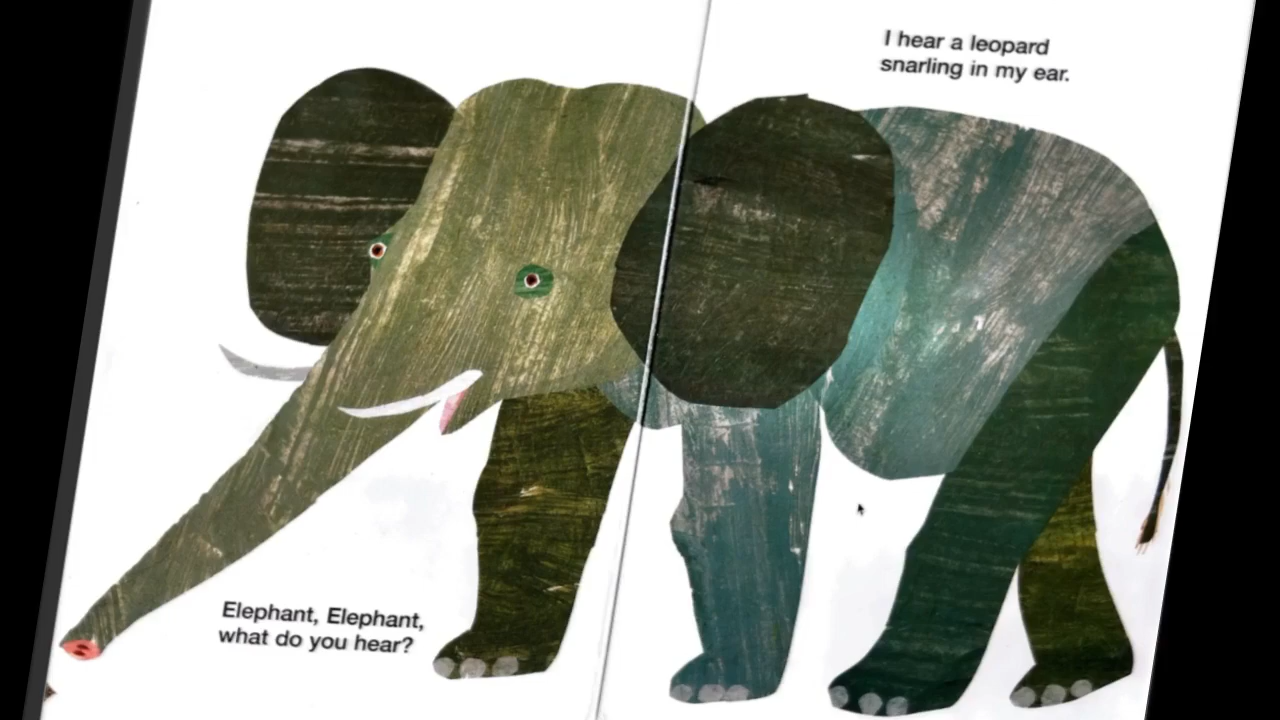 Elephant, Elephant,
what do you hear?
I hear a leopard
snarling in my ear.